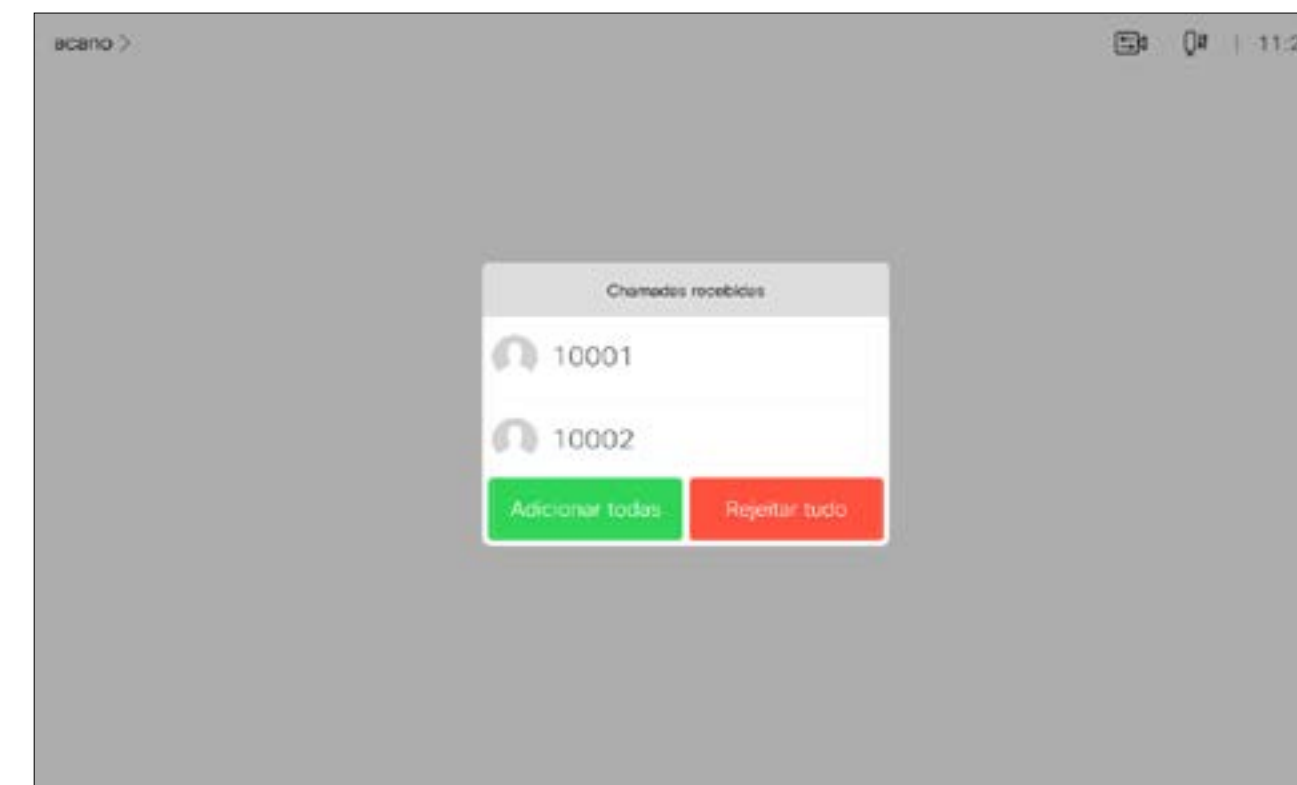 acano >
11:2
Chamadas recebidas
10001
10002
Adicionar todas
Rejeitar tudo